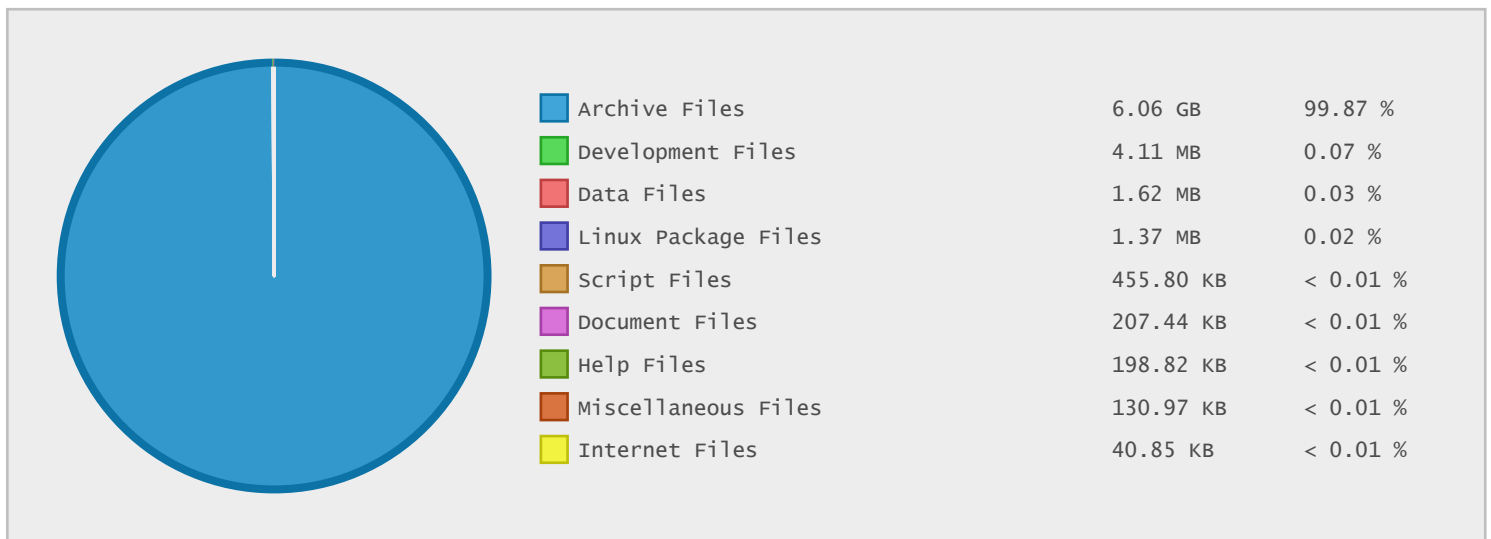 Archive Files 6.06 GB 99.87 %
Development Files 4.11 MB 0.07 %
Data Files 1.62 MB 0.03 %
Linux Package Files 1.37 MB 0.02 %
Script Files 455.80 KB < 0.01 %
Document Files 207.44 KB < 0.01 %
Help Files 198.82 KB < 0.01 %
Miscellaneous Files 130.97 KB < 0.01 %
Internet Files 40.85 KB < 0.01 %